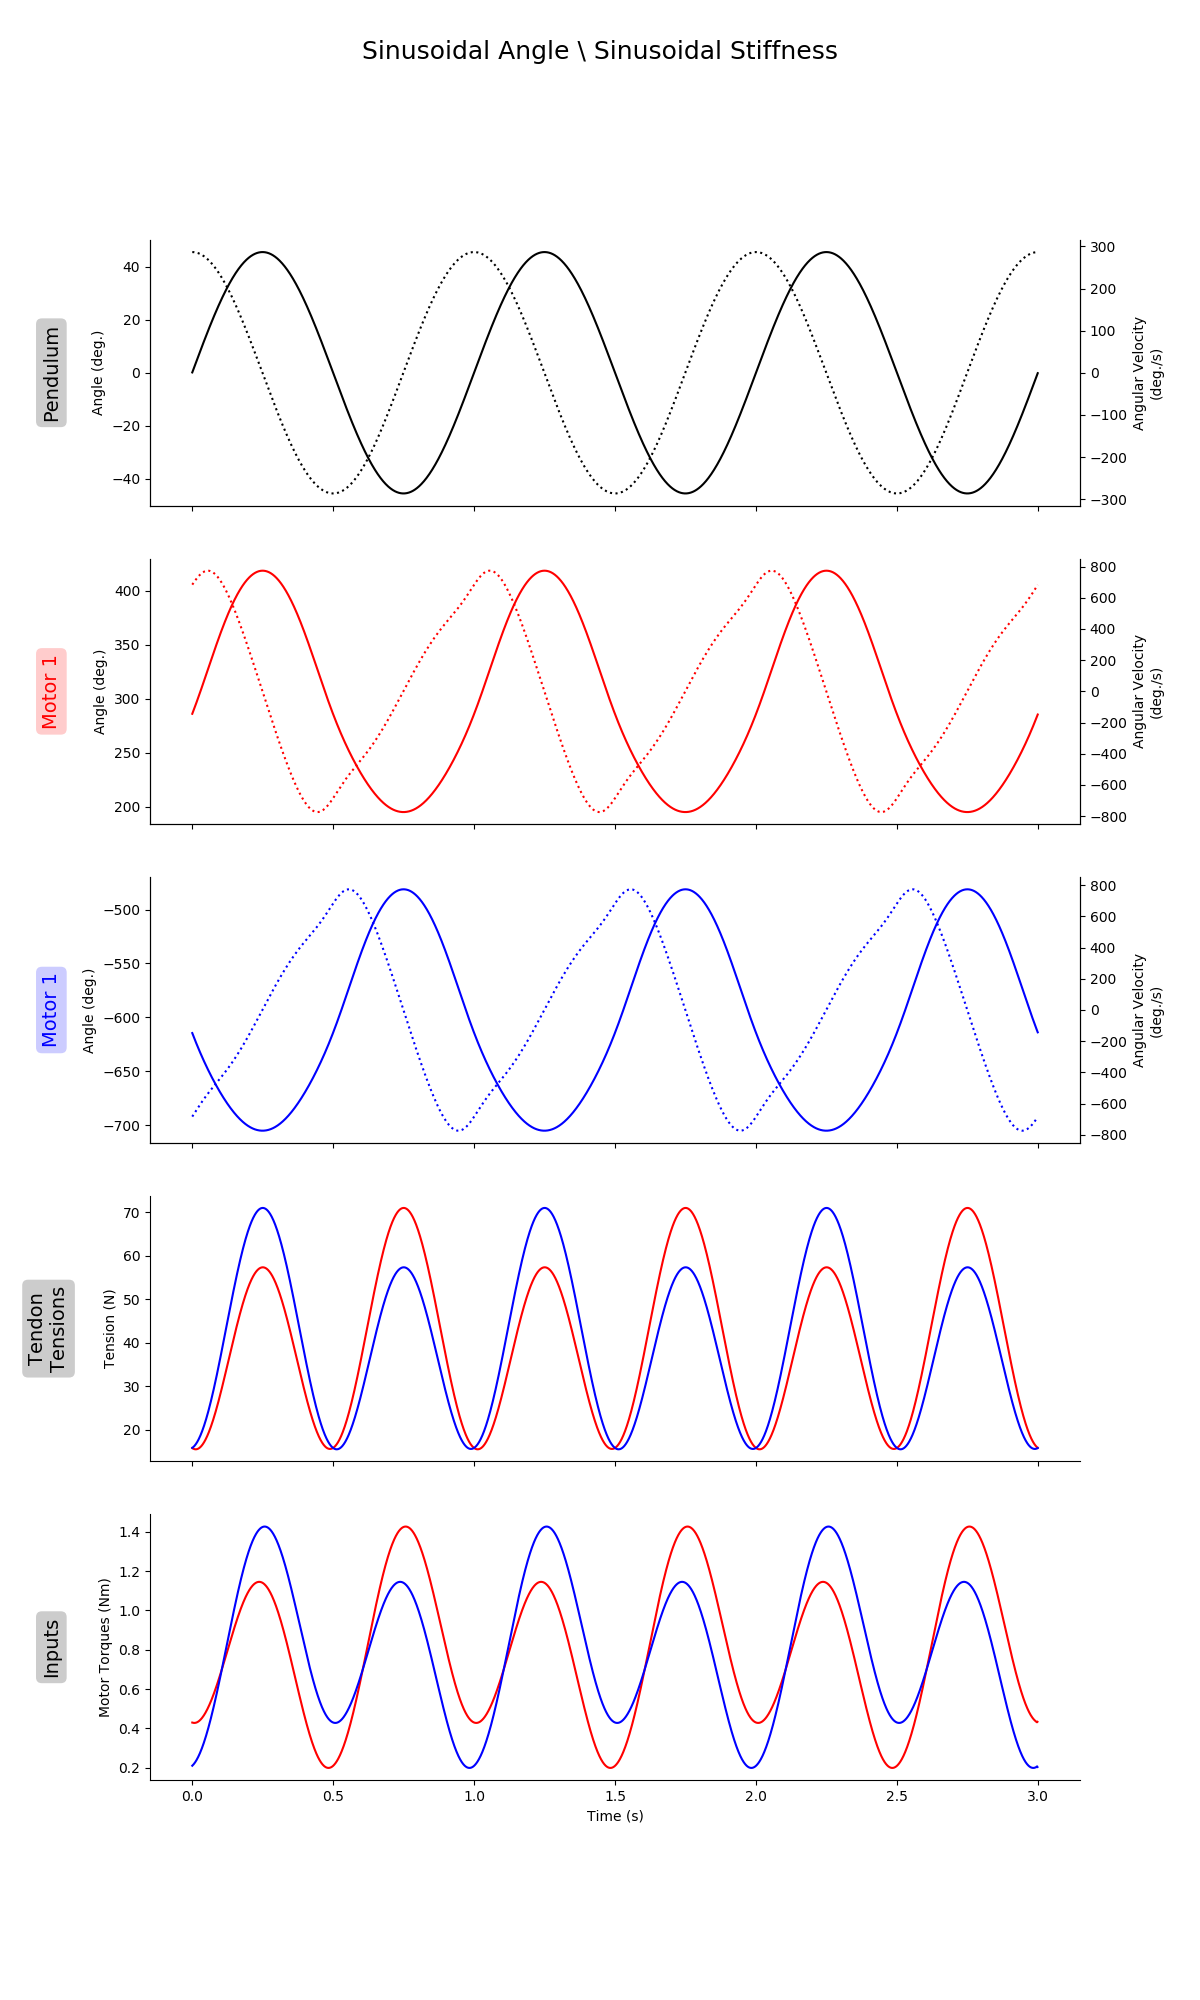 Sinusoidal Angle \ Sinusoidal Stiffness
Pendulum
Angle (deg.)
40
20
0
−20
−40
300
200
100
0
−100
−200
−300
Angular Velocity
(deg./s)
Motor 1
Angle (deg.)
400
350
300
250
200
800
600
400
200
0
−200
−400
−600
−800
Angular Velocity
(deg./s)
Motor 1
Angle (deg.)
−500
−550
−600
−650
−700
800
600
400
200
0
−200
−400
−600
−800
Angular Velocity
(deg./s)
Tendon
Tensions
Tension (N)
70
60
50
40
30
20
Inputs
Motor Torques (Nm)
1.4
1.2
1.0
0.8
0.6
0.4
0.2
0.0 0.5 1.0 1.5 2.0 2.5 3.0
Time (s)